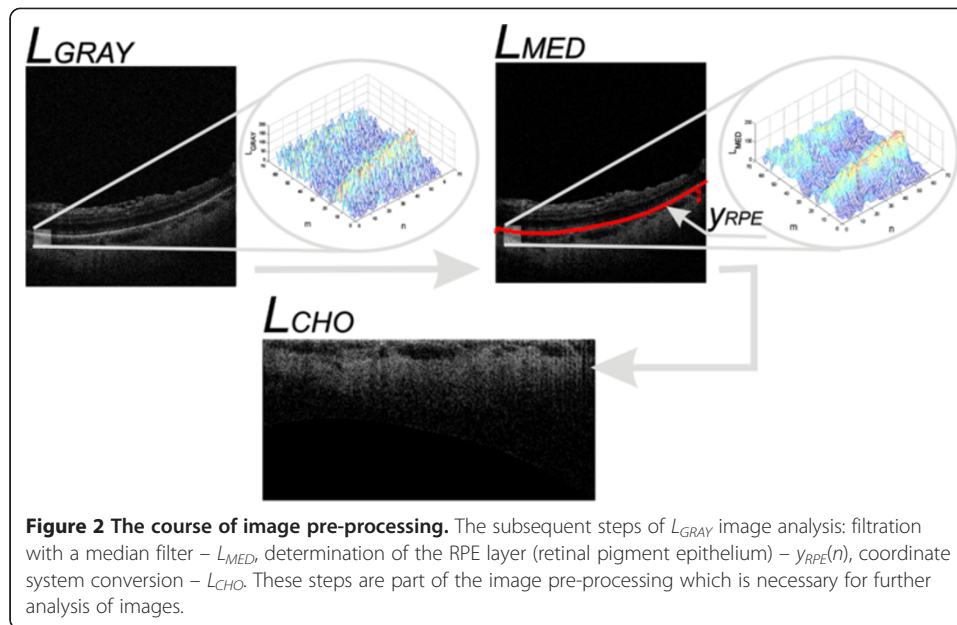 LGRAY
LMED
LGRAY
m
n
LMED
m
n
yRPE
LCHO
Figure 2 The course of image pre-processing. The subsequent steps of LGRAY image analysis: filtration
with a median filter – LMED, determination of the RPE layer (retinal pigment epithelium) – yRPE(n), coordinate
system conversion – LCHO. These steps are part of the image pre-processing which is necessary for further
analysis of images.